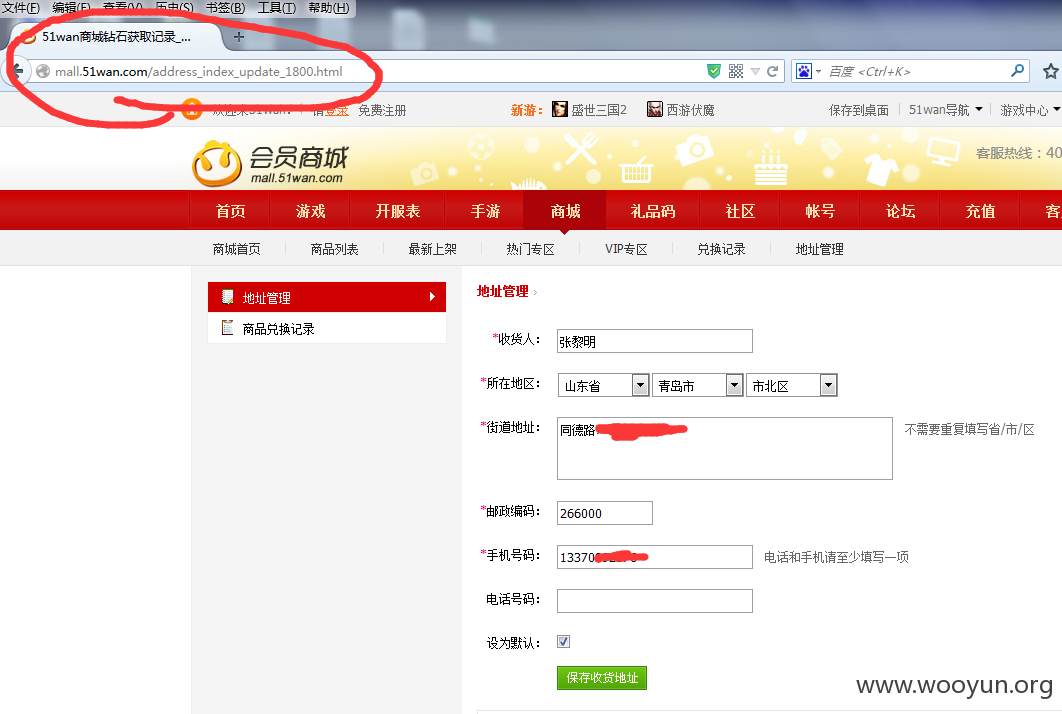 文件(F) 编辑(E) 查看(V) 历史(S) 书签(B) 工具(T) 帮助(H)
51wan商城钻石获取记录_...
mall.51wan.com/address_index_update_1800.html
百度 <Ctrl+K>
登录 免费注册
新游： 盛世三国2 西游伏魔
保存到桌面 51wan导航 游戏中心
会员商城
mall.51wan.com
客服热线：40
首页 游戏 开服表 手游 商城 礼品码 社区 帐号 论坛 充值 客
商城首页 商品列表 最新上架 热门专区 VIP专区 兑换记录 地址管理
地址管理
商品兑换记录
地址管理 ›
*收货人： 张黎明
*所在地区： 山东省 青岛市 市北区
*街道地址： 同德路
不需要重复填写省/市/区
*邮政编码： 266000
*手机号码： 13370
电话和手机请至少填写一项
电话号码：
设为默认：
保存收货地址
www.wooyun.org